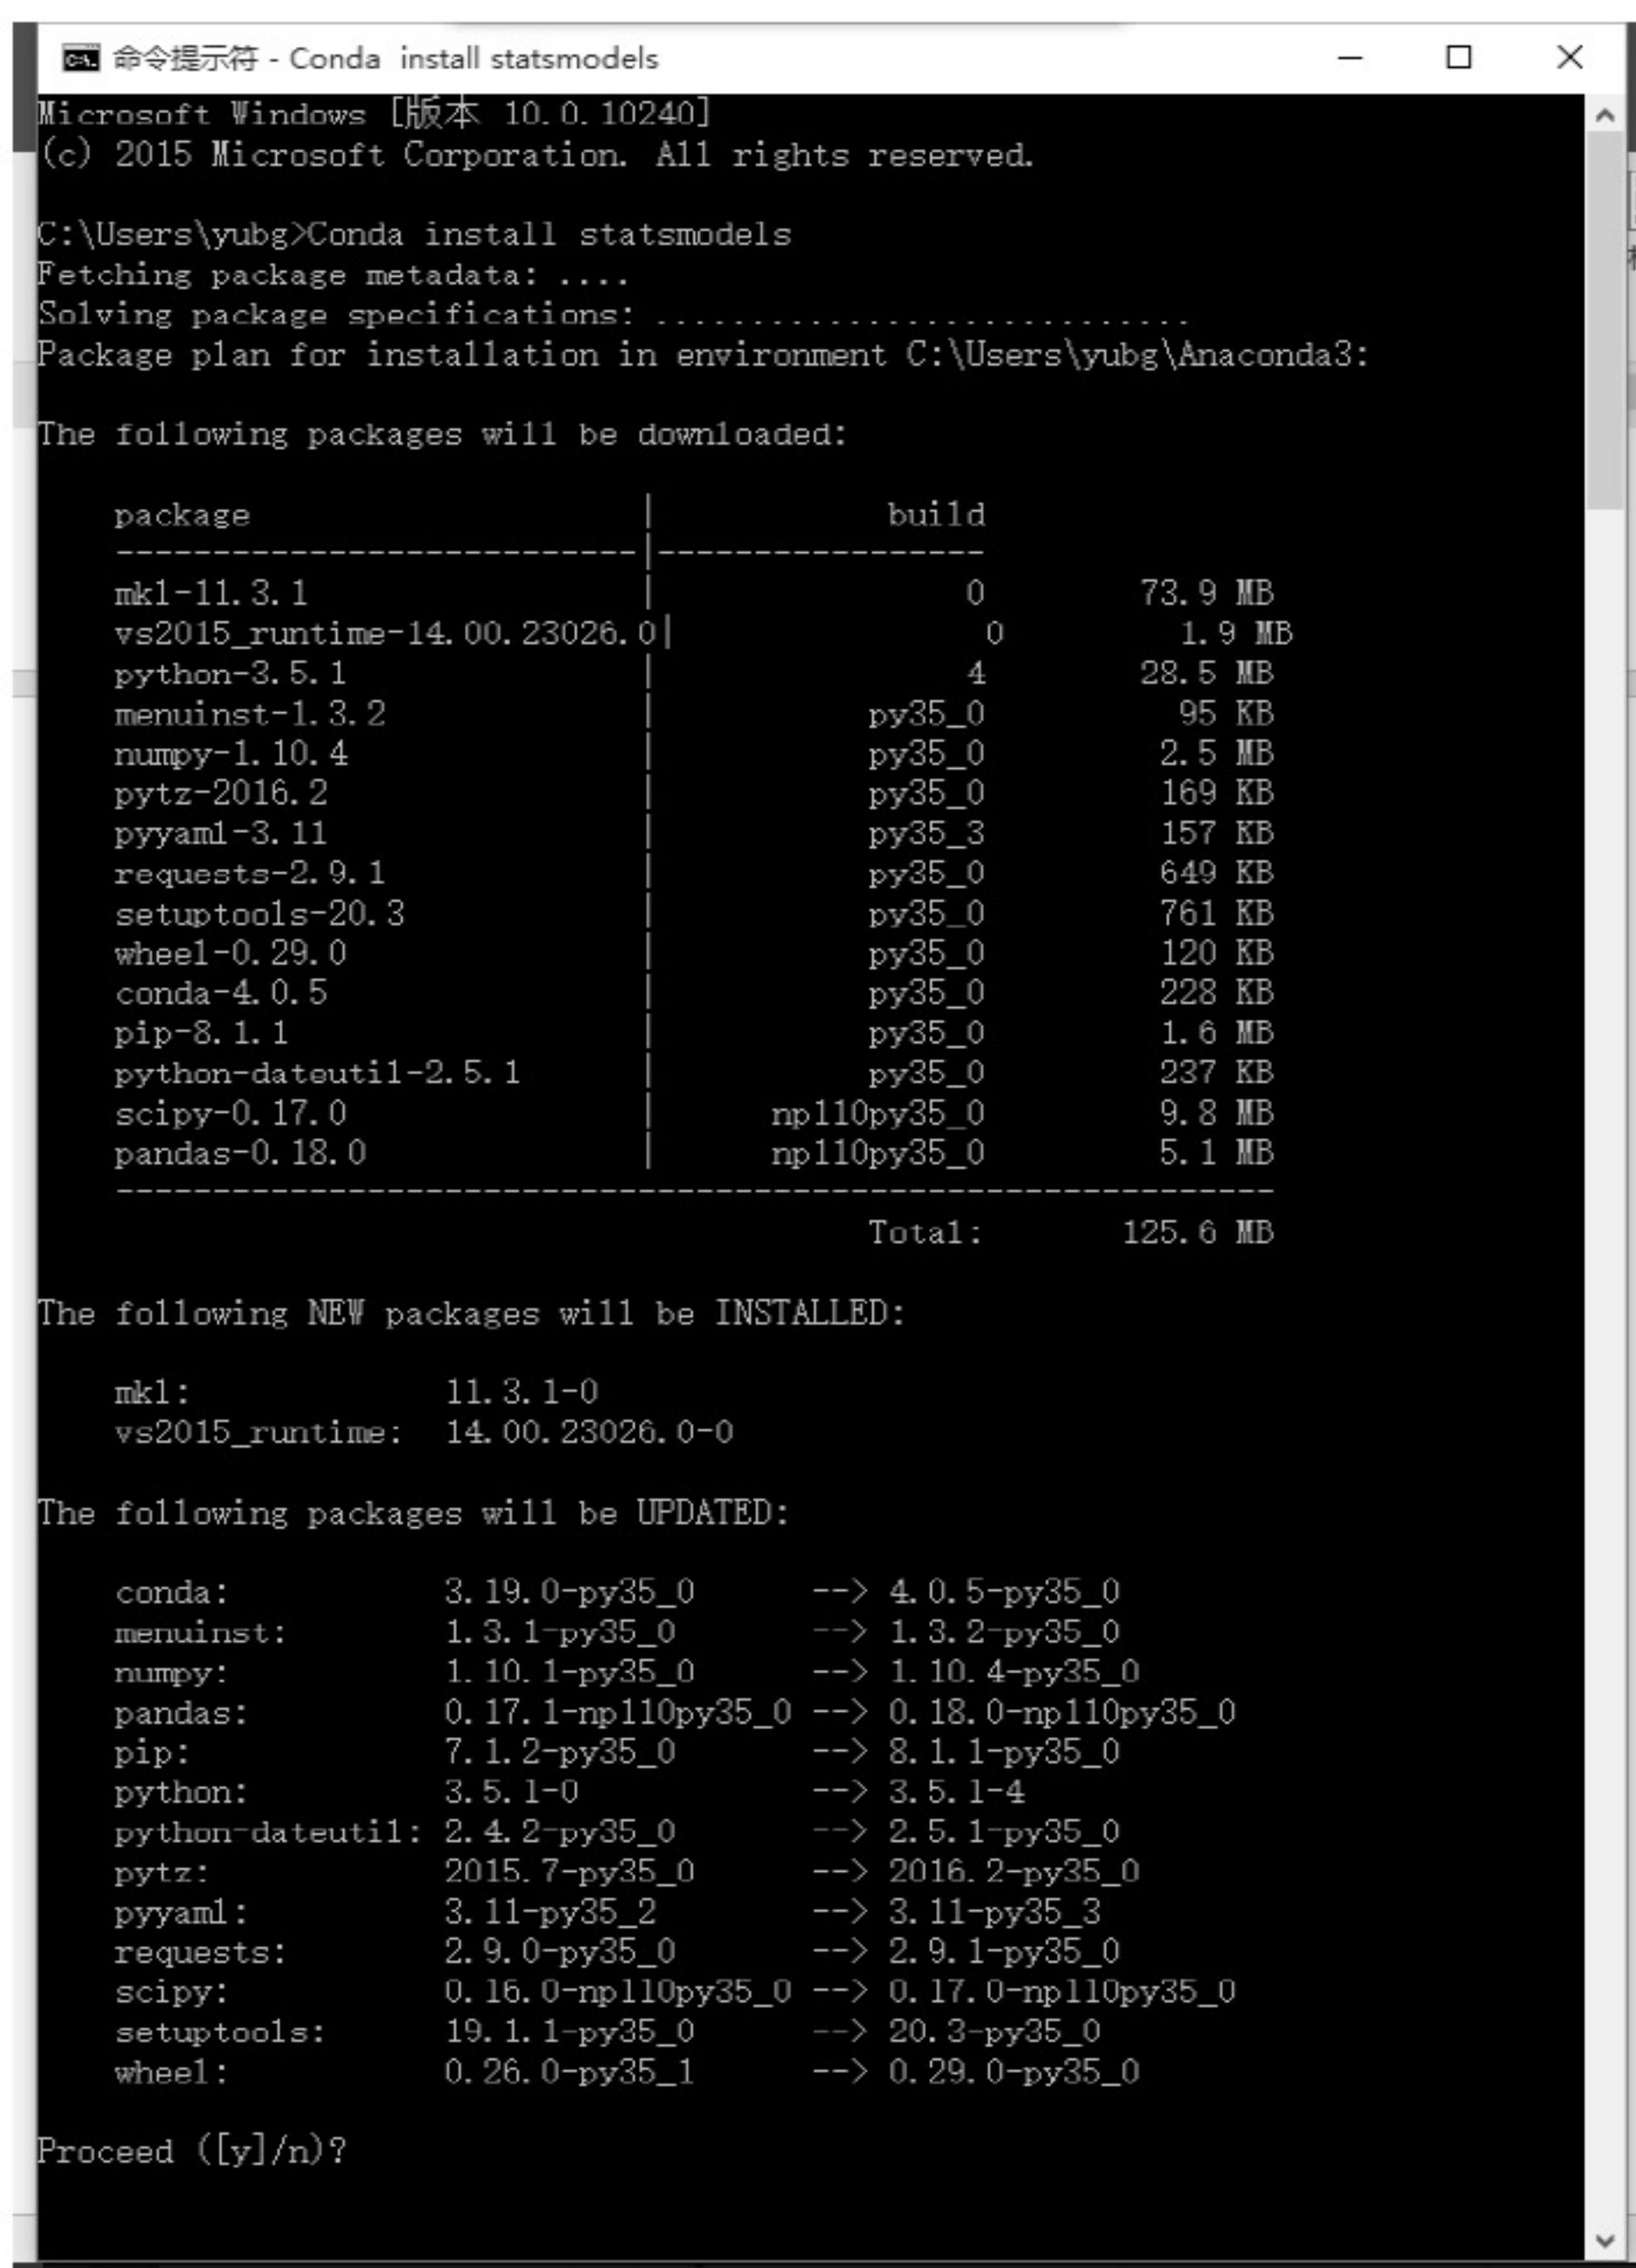 命令提示符 - Conda  install statsmodels
Microsoft Windows [版本 10.0.10240]
(c) 2015 Microsoft Corporation. All rights reserved.
C:\Users\yubg>Conda install statsmodels
Fetching package metadata: ....
Solving package specifications: ............................
Package plan for installation in environment C:\Users\yubg\Anaconda3:
The following packages will be downloaded:
    package                    |            build
    ---------------------------|-----------------
    mkl-11.3.1                 |                0        73.9 MB
    vs2015_runtime-14.00.23026.0|                0         1.9 MB
    python-3.5.1               |                4        28.5 MB
    menuinst-1.3.2             |           py35_0          95 KB
    numpy-1.10.4               |           py35_0         2.5 MB
    pytz-2016.2                |           py35_0         169 KB
    pyyaml-3.11                |           py35_3         157 KB
    requests-2.9.1             |           py35_0         649 KB
    setuptools-20.3            |           py35_0         761 KB
    wheel-0.29.0               |           py35_0         120 KB
    conda-4.0.5                |           py35_0         228 KB
    pip-8.1.1                  |           py35_0         1.6 MB
    python-dateutil-2.5.1      |           py35_0         237 KB
    scipy-0.17.0               |      np110py35_0         9.8 MB
    pandas-0.18.0              |      np110py35_0         5.1 MB
    ------------------------------------------------------------
                                           Total:       125.6 MB
The following NEW packages will be INSTALLED:
    mkl:             11.3.1-0
    vs2015_runtime:  14.00.23026.0-0
The following packages will be UPDATED:
    conda:           3.19.0-py35_0      --> 4.0.5-py35_0
    menuinst:        1.3.1-py35_0       --> 1.3.2-py35_0
    numpy:           1.10.1-py35_0      --> 1.10.4-py35_0
    pandas:          0.17.1-np110py35_0 --> 0.18.0-np110py35_0
    pip:             7.1.2-py35_0       --> 8.1.1-py35_0
    python:          3.5.1-0            --> 3.5.1-4
    python-dateutil: 2.4.2-py35_0       --> 2.5.1-py35_0
    pytz:            2015.7-py35_0      --> 2016.2-py35_0
    pyyaml:          3.11-py35_2        --> 3.11-py35_3
    requests:        2.9.0-py35_0       --> 2.9.1-py35_0
    scipy:           0.16.0-np110py35_0 --> 0.17.0-np110py35_0
    setuptools:      19.1.1-py35_0      --> 20.3-py35_0
    wheel:           0.26.0-py35_1      --> 0.29.0-py35_0
Proceed ([y]/n)?